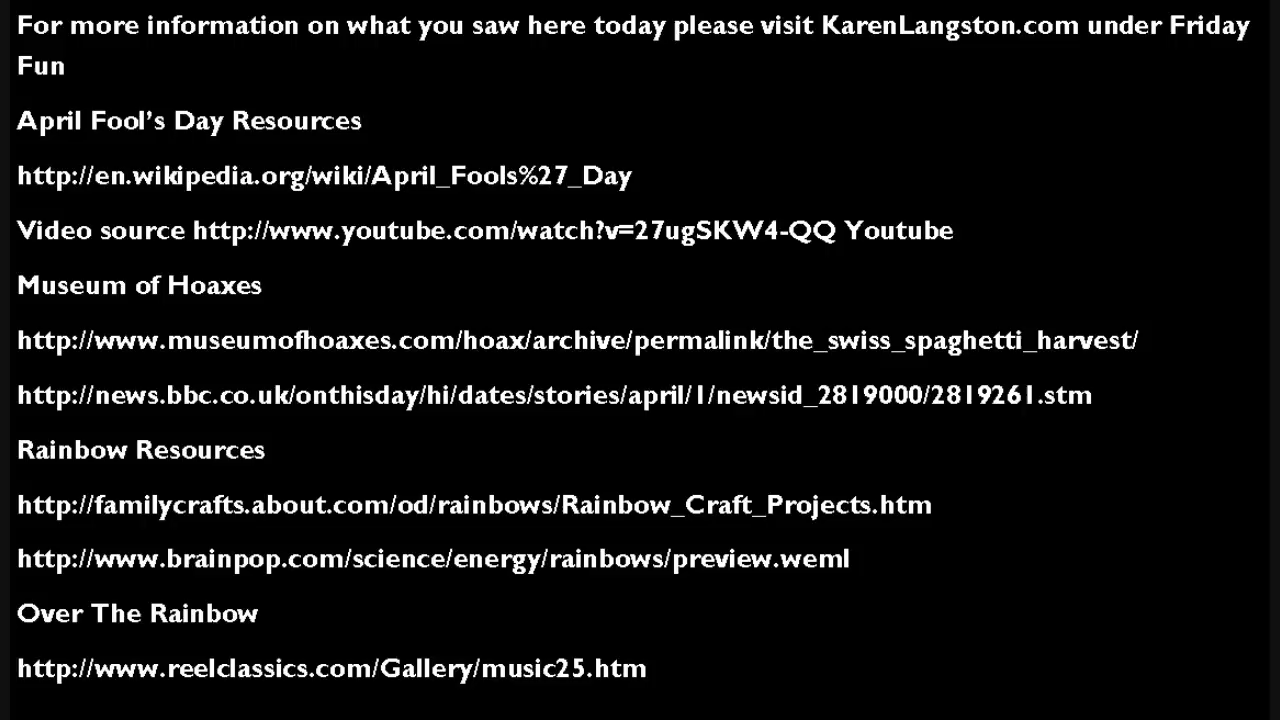 For more information on what you saw here today please visit KarenLangston.com under Friday
Fun
April Fool’s Day Resources
http://en.wikipedia.org/wiki/April_Fools%27_Day
Video source http://www.youtube.com/watch?v=27ugSKW4-QQ Youtube
Museum of Hoaxes
http://www.museumofhoaxes.com/hoax/archive/permalink/the_swiss_spaghetti_harvest/
http://news.bbc.co.uk/onthisday/hi/dates/stories/april/1/newsid_2819000/2819261.stm
Rainbow Resources
http://familycrafts.about.com/od/rainbows/Rainbow_Craft_Projects.htm
http://www.brainpop.com/science/energy/rainbows/preview.weml
Over The Rainbow
http://www.reelclassics.com/Gallery/music25.htm